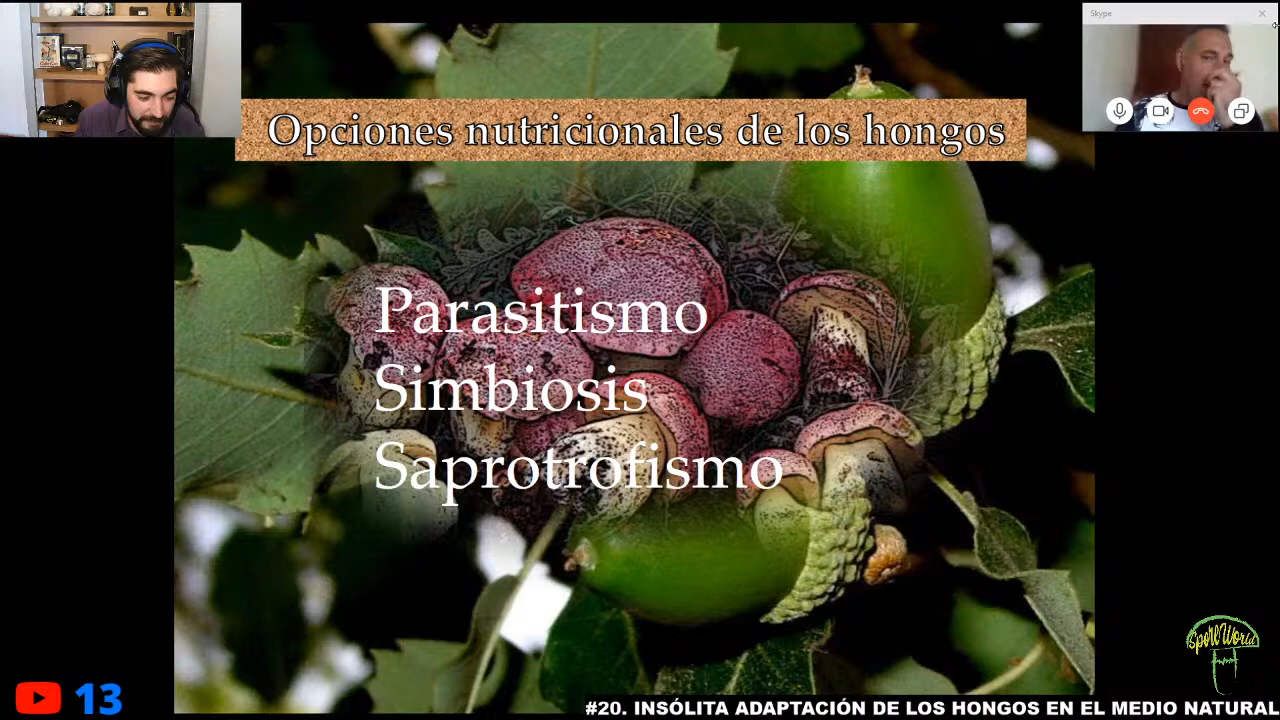 Skype
Opciones nutricionales de los hongos
Parasitismo
Simbiosis
Saprotrofismo
SporeWorld
13
#20. INSÓLITA ADAPTACIÓN DE LOS HONGOS EN EL MEDIO NATURAL